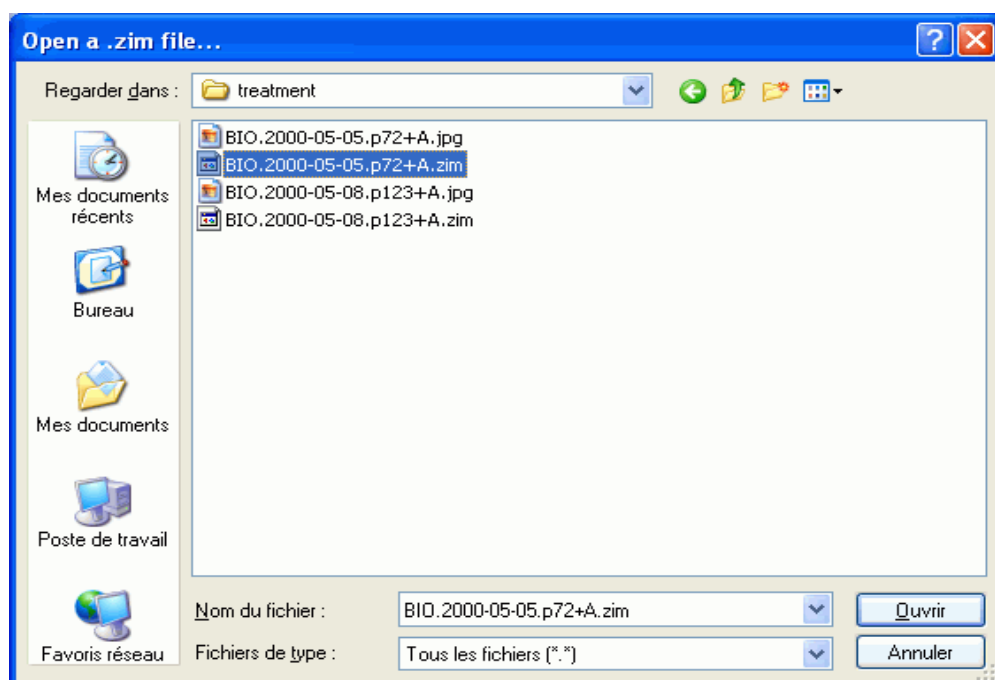 Open a .zim file...
Regarder dans :
treatment
BIO.2000-05-05.p72+A.jpg
BIO.2000-05-05.p72+A.zim
BIO.2000-05-08.p123+A.jpg
BIO.2000-05-08.p123+A.zim
Mes documents
récents
Bureau
Mes documents
Poste de travail
Favoris réseau
Nom du fichier :
BIO.2000-05-05.p72+A.zim
Ouvrir
Fichiers de type :
Tous les fichiers (*.*)
Annuler